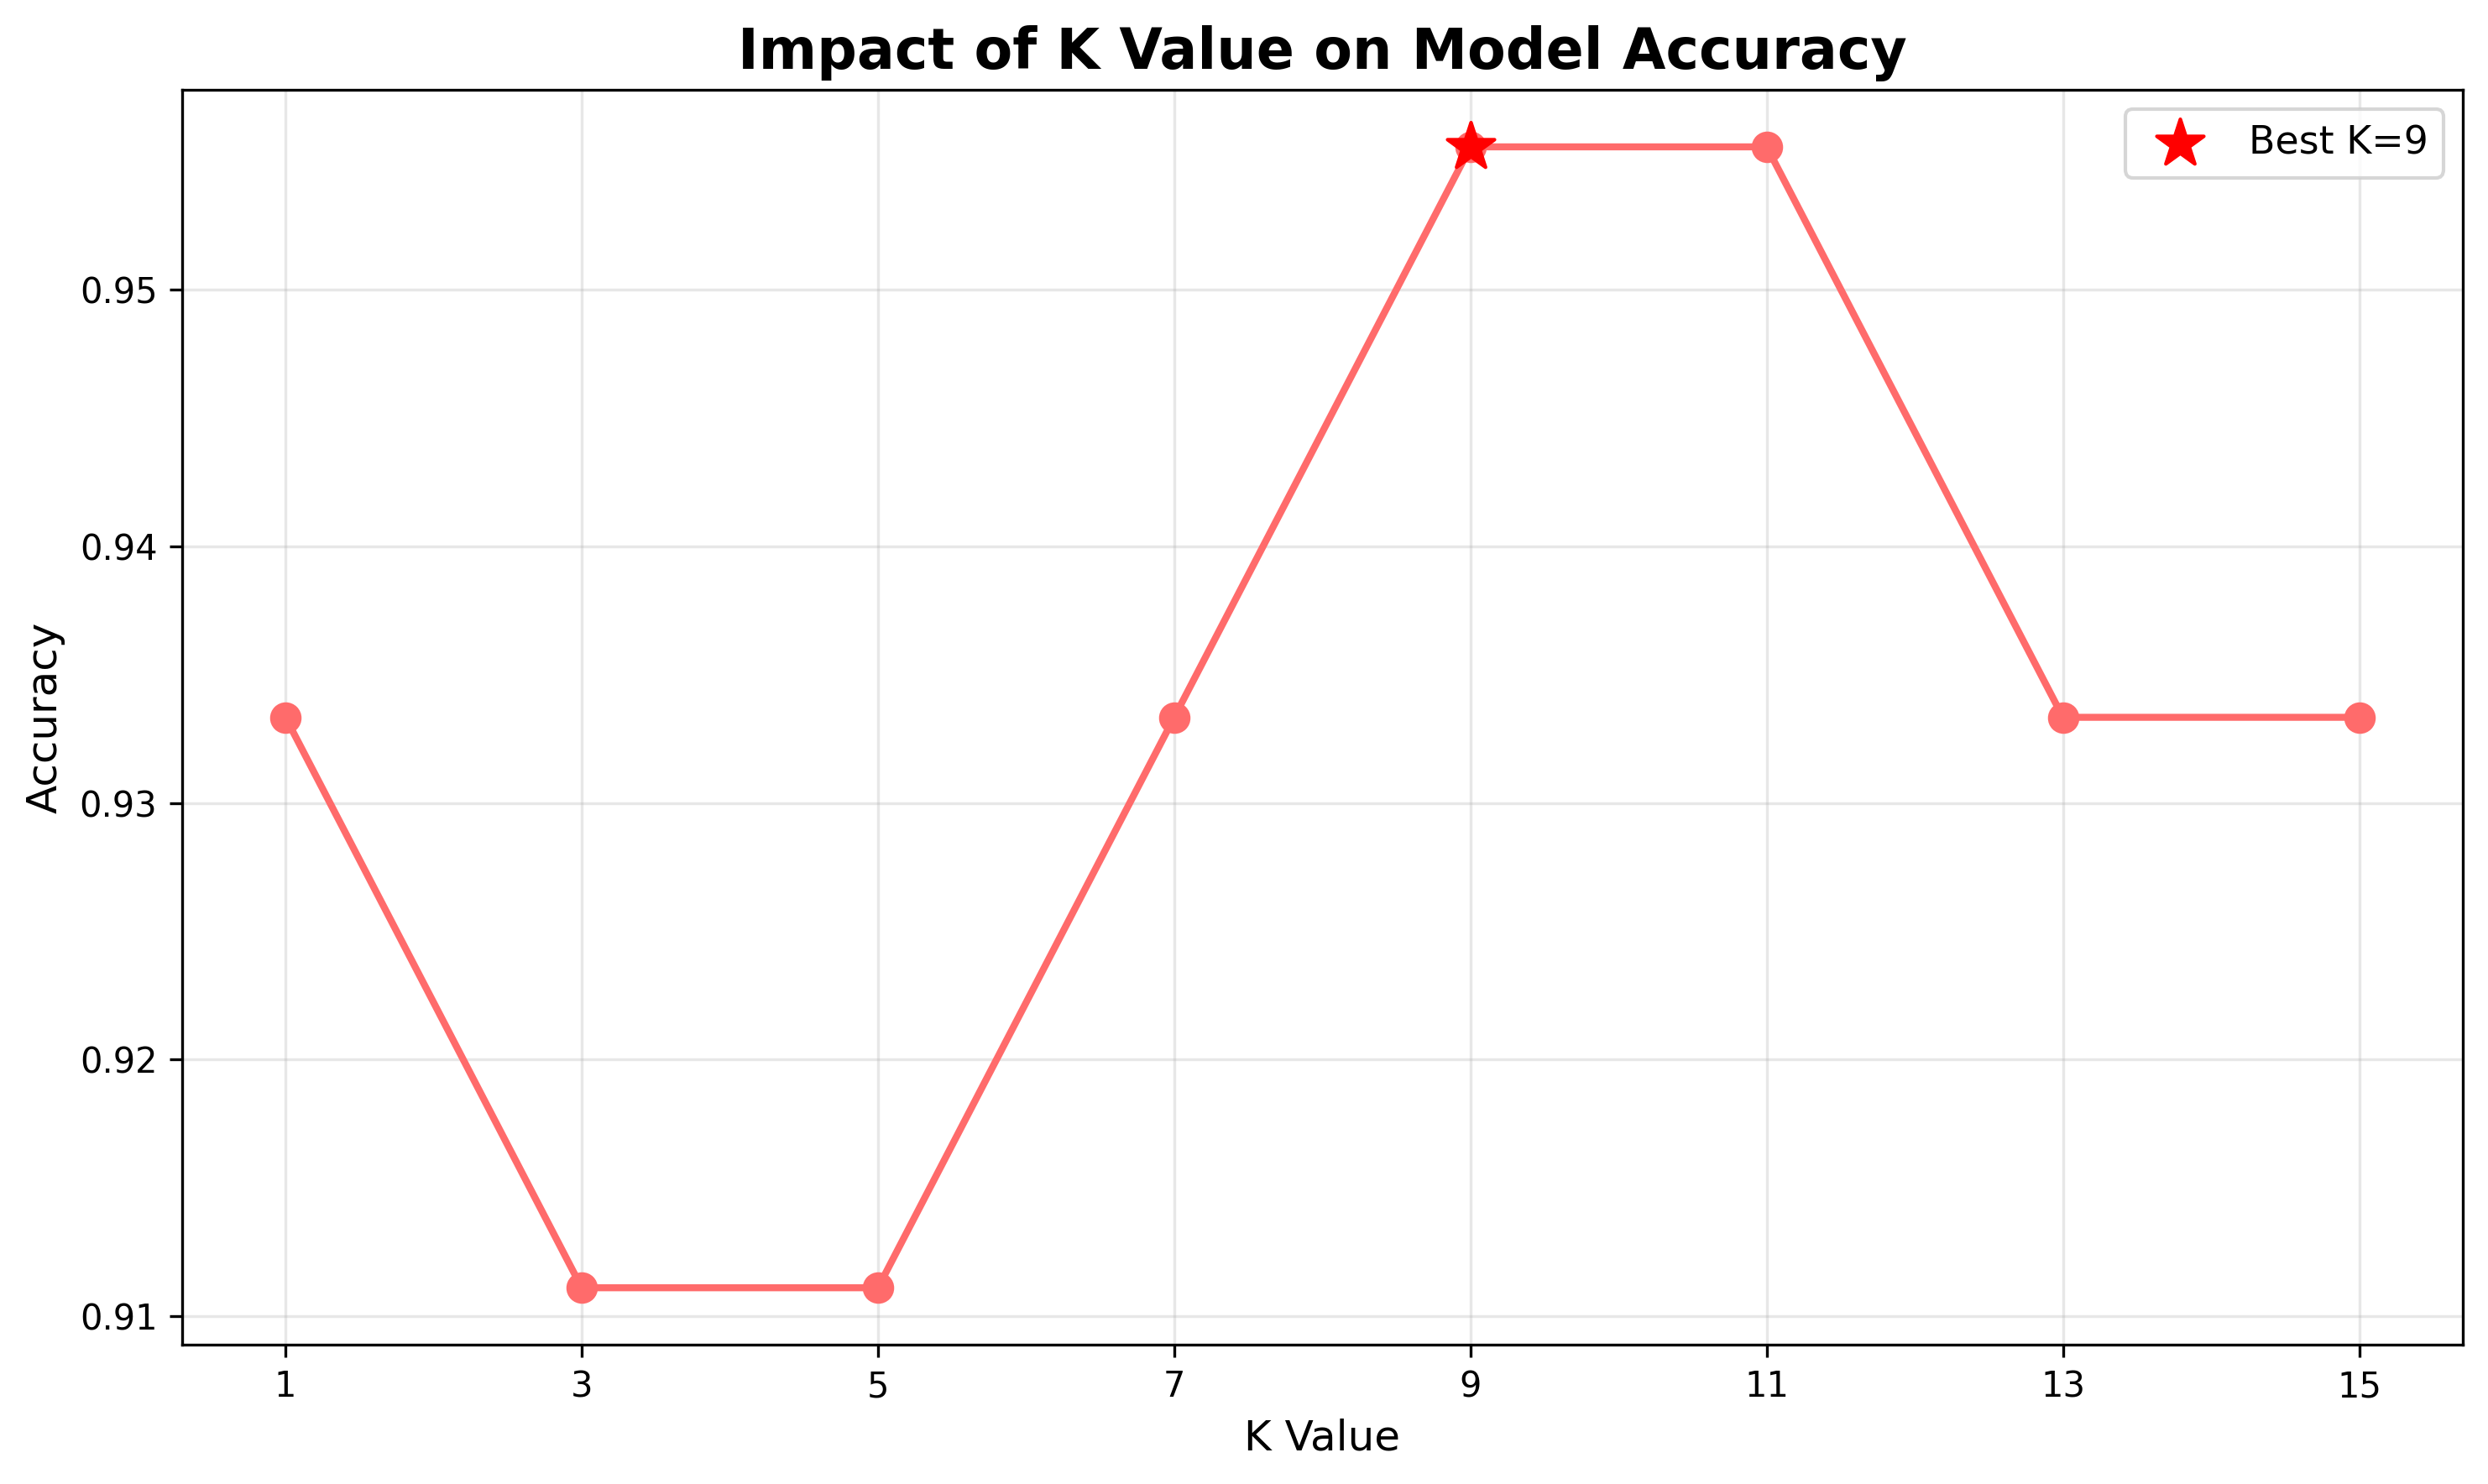 Impact of K Value on Model Accuracy
Best K=9
Accuracy
0.95
0.94
0.93
0.92
0.91
1 3 5 7 9 11 13 15
K Value